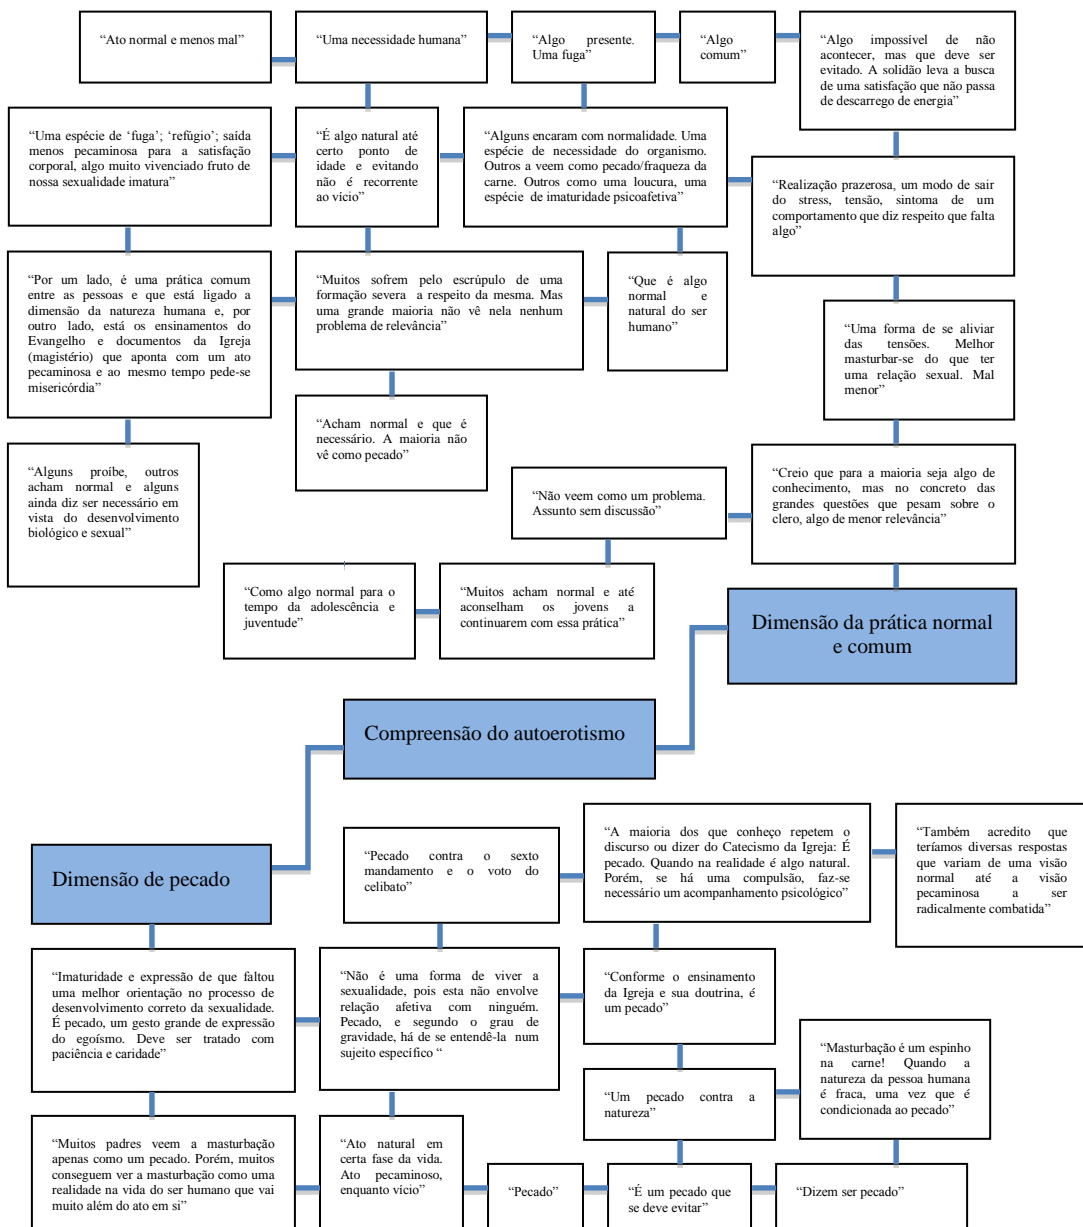 “Ato normal e menos mal”
“Uma necessidade humana”
“Algo presente.
Uma fuga”
“Algo
comum”
“Algo impossível de não
acontecer, mas que deve ser
evitado. A solidão leva a busca
de uma satisfação que não passa
de descarrego de energia”
“Uma espécie de ‘fuga’; ‘refúgio’; saída
menos pecaminosa para a satisfação
corporal, algo muito vivenciado fruto de
nossa sexualidade imatura”
“É algo natural até
certo ponto de
idade e evitando
não é recorrente
ao vício”
“Alguns encaram com normalidade. Uma
espécie de necessidade do organismo.
Outros a veem como pecado/fraqueza da
carne. Outros como uma loucura, uma
espécie de imaturidade psicoafetiva”
“Realização prazerosa, um modo de sair
do stress, tensão, sintoma de um
comportamento que diz respeito que falta
algo”
“Por um lado, é uma prática comum
entre as pessoas e que está ligado a
dimensão da natureza humana e, por
outro lado, está os ensinamentos do
Evangelho e documentos da Igreja
(magistério) que aponta com um ato
pecaminosa e ao mesmo tempo pede-se
misericórdia”
“Muitos sofrem pelo escrúpulo de uma
formação severa a respeito da mesma. Mas
uma grande maioria não vê nela nenhum
problema de relevância”
“Que é algo
normal e
natural do ser
humano”
“Uma forma de se aliviar
das tensões. Melhor
masturbar-se do que ter
uma relação sexual. Mal
menor”
“Acham normal e que é
necessário. A maioria não
vê como pecado”
“Alguns proíbe, outros
acham normal e alguns
ainda diz ser necessário em
vista do desenvolvimento
biológico e sexual”
“Não veem como um problema.
Assunto sem discussão”
“Creio que para a maioria seja algo de
conhecimento, mas no concreto das
grandes questões que pesam sobre o
clero, algo de menor relevância”
“Como algo normal para o
tempo da adolescência e
juventude”
“Muitos acham normal e até
aconselham os jovens a
continuarem com essa prática”
Dimensão da prática normal
e comum
Compreensão do autoerotismo
Dimensão de pecado
“Pecado contra o sexto
mandamento e o voto do
celibato”
“A maioria dos que conheço repetem o
discurso ou dizer do Catecismo da Igreja: É
pecado. Quando na realidade é algo natural.
Porém, se há uma compulsão, faz-se
necessário um acompanhamento psicológico”
“Também acredito que
teríamos diversas respostas
que variam de uma visão
normal até a visão
pecaminosa a ser
radicalmente combatida”
“Imaturidade e expressão de que faltou
uma melhor orientação no processo de
desenvolvimento correto da sexualidade.
É pecado, um gesto grande de expressão
do egoísmo. Deve ser tratado com
paciência e caridade”
“Não é uma forma de viver a
sexualidade, pois esta não envolve
relação afetiva com ninguém.
Pecado, e segundo o grau de
gravidade, há de se entendê-la num
sujeito específico “
“Conforme o ensinamento
da Igreja e sua doutrina, é
um pecado”
“Um pecado contra a
natureza”
“Masturbação é um espinho
na carne! Quando a
natureza da pessoa humana
é fraca, uma vez que é
condicionada ao pecado”
“Muitos padres veem a masturbação
apenas como um pecado. Porém, muitos
conseguem ver a masturbação como uma
realidade na vida do ser humano que vai
muito além do ato em si”
“Ato natural em
certa fase da vida.
Ato pecaminoso,
enquanto vício”
“Pecado”
“É um pecado que
se deve evitar”
“Dizem ser pecado”